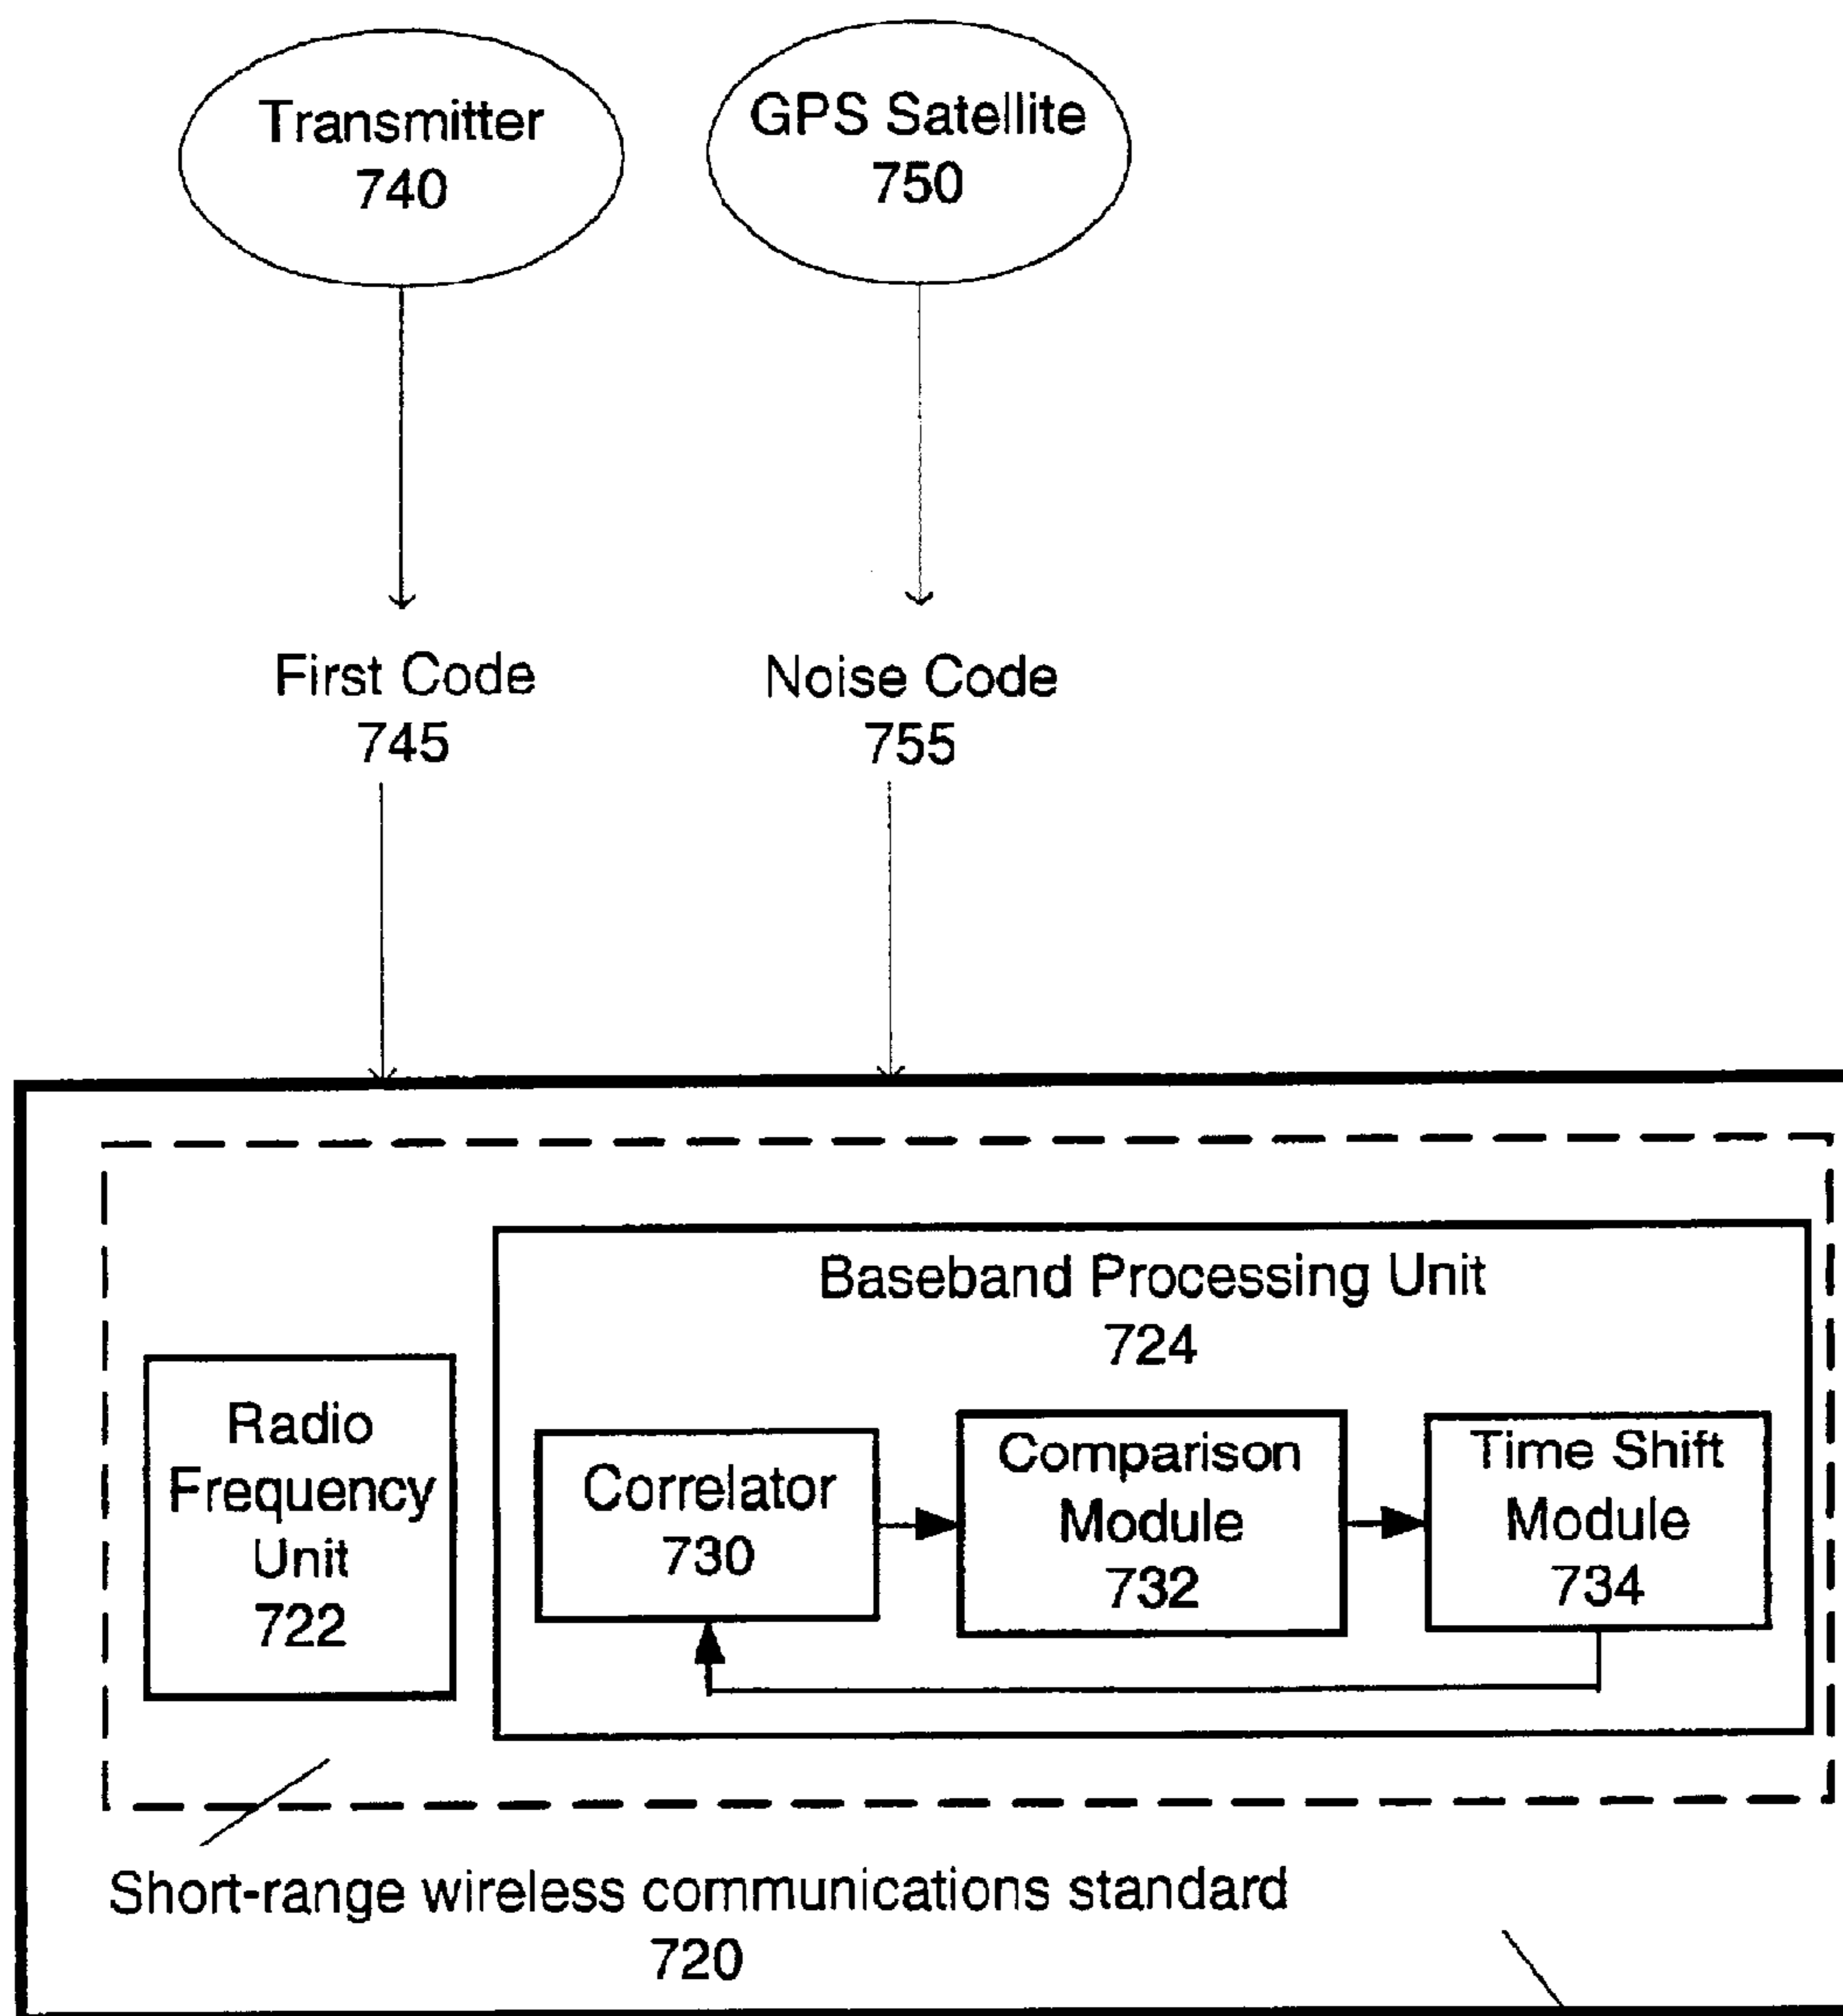 Transmitter
740
GPS Satellite
750
First Code
745
Noise Code
755
Baseband Processing Unit
724
Radio
Frequency
Unit
722
Correlator
730
Comparison
Module
732
Time Shift
Module
734
Short-range wireless communications standard
720